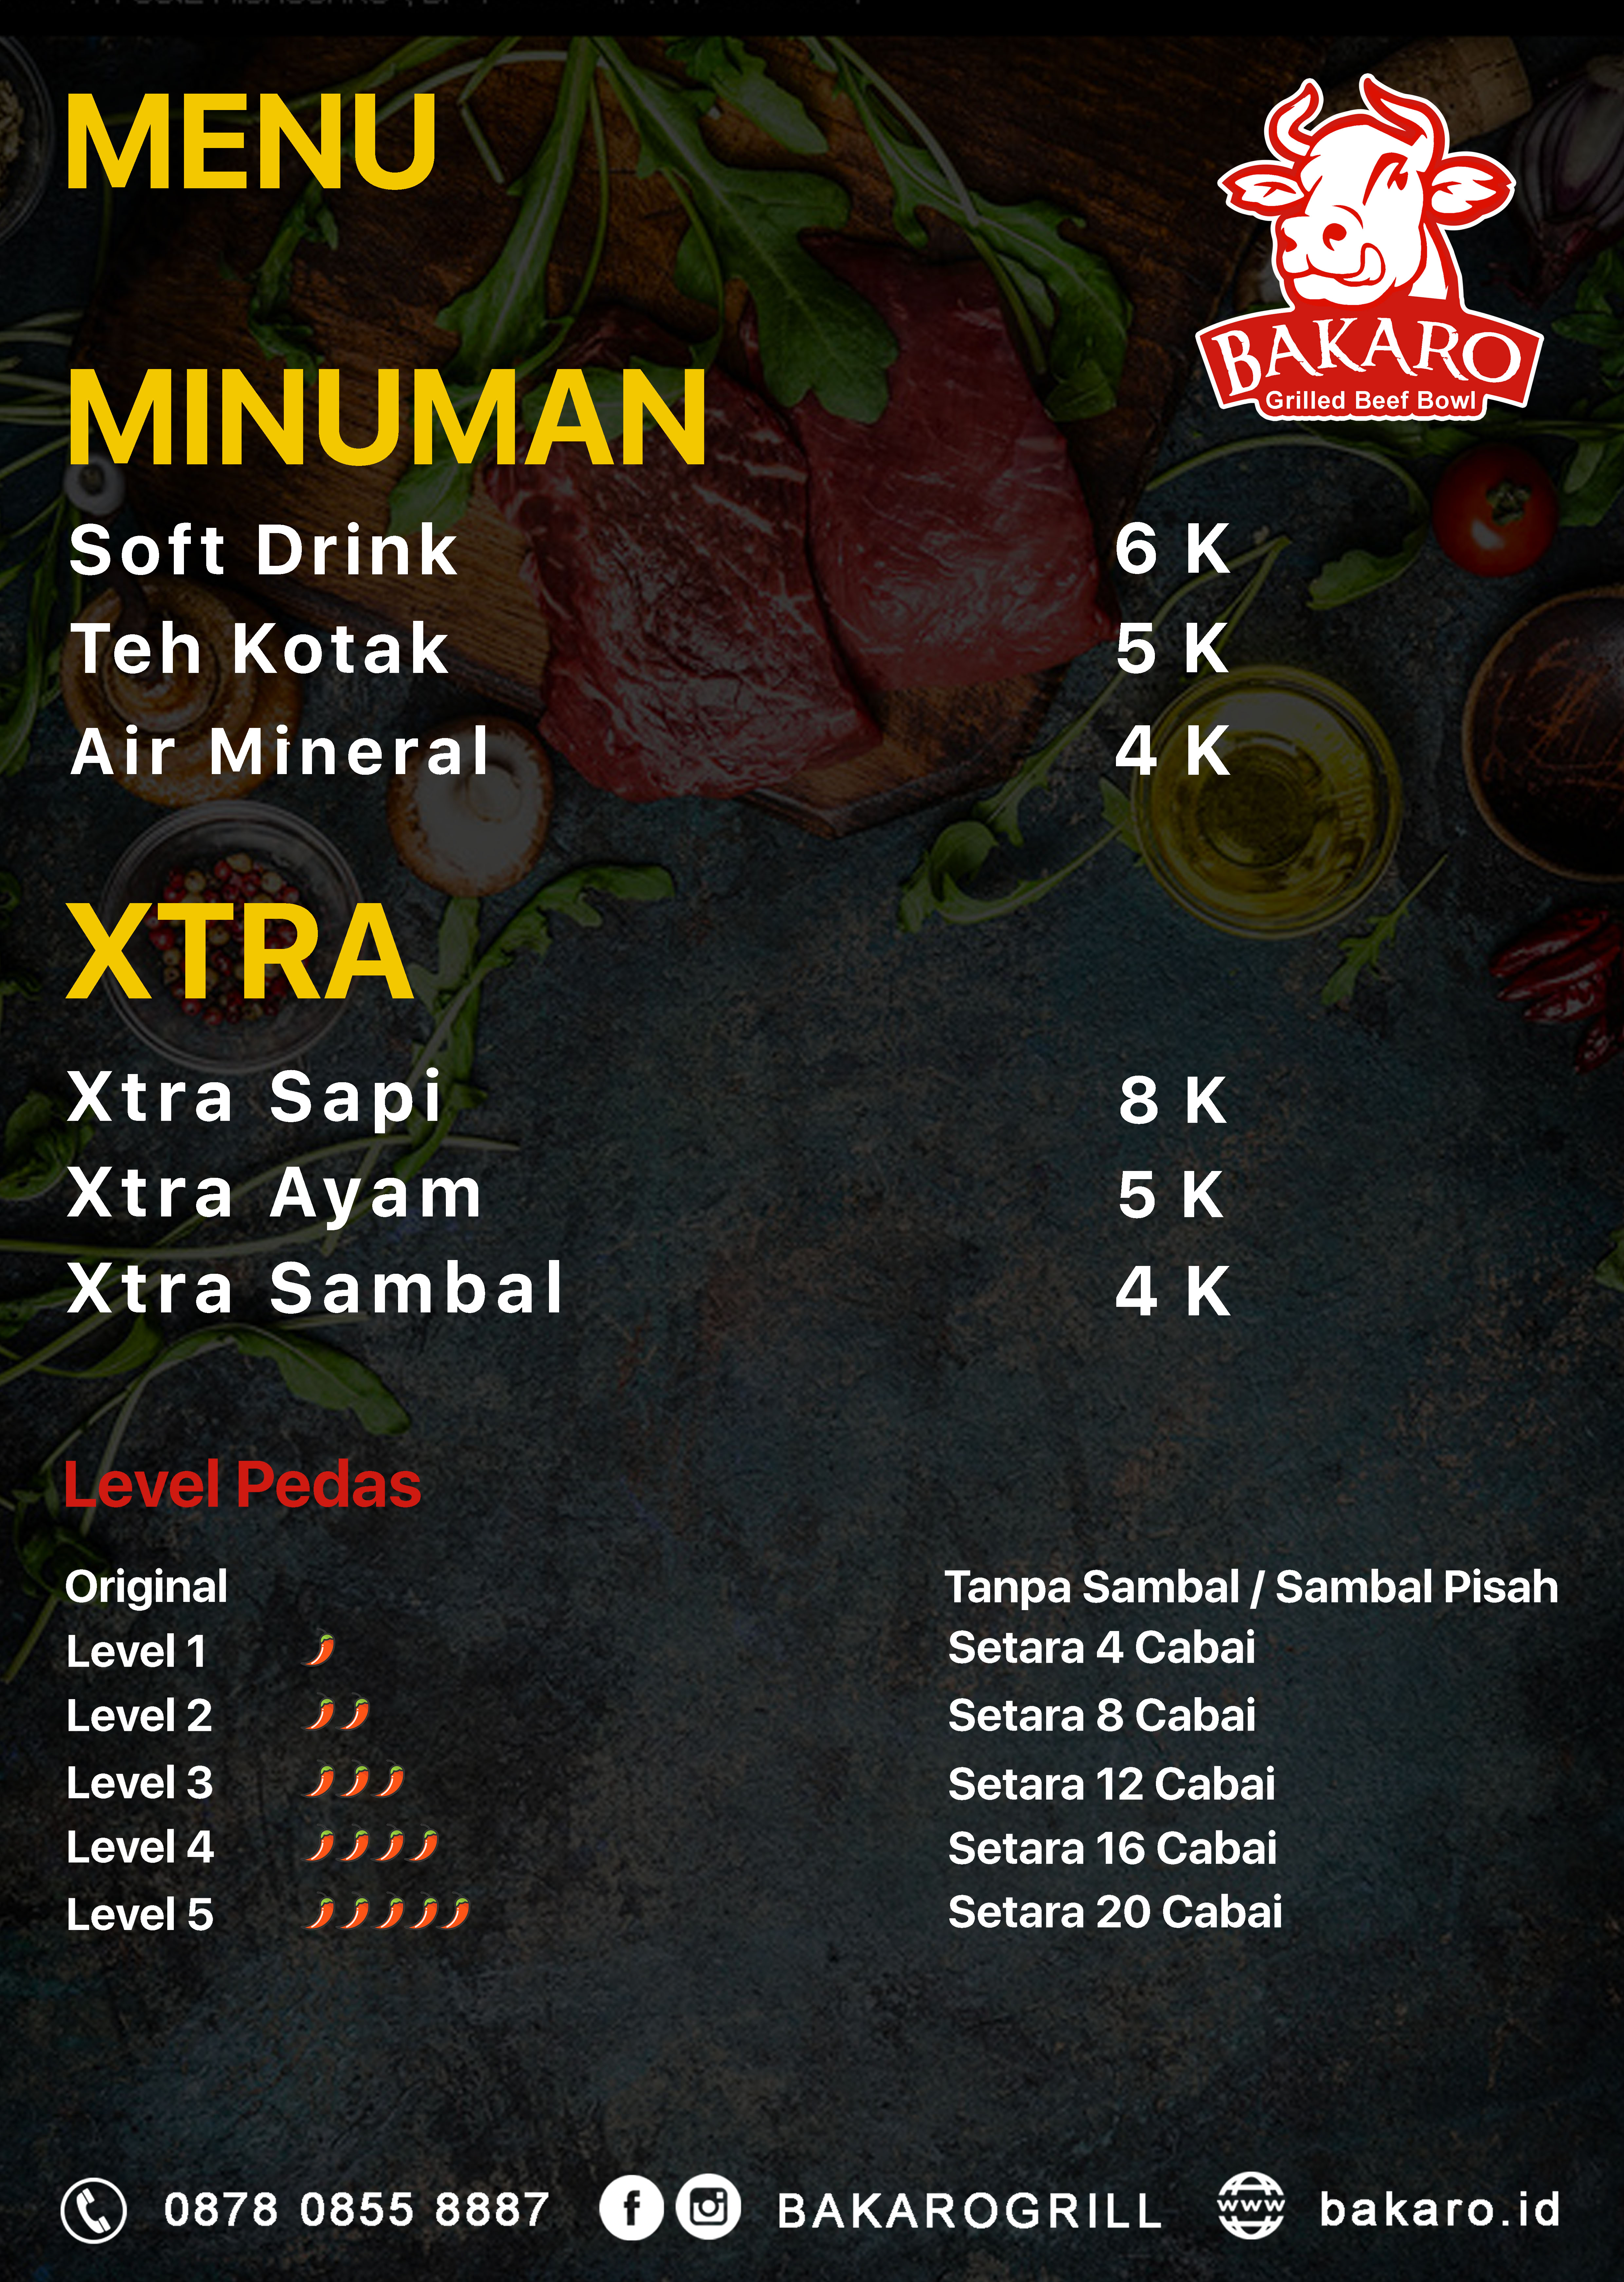 MENU
BAKARO
Grilled Beef Bowl
MINUMAN
Soft Drink 6 K
Teh Kotak 5 K
Air Mineral 4 K
XTRA
Xtra Sapi 8 K
Xtra Ayam 5 K
Xtra Sambal 4 K
Level Pedas
Original Tanpa Sambal / Sambal Pisah
Level 1 Setara 4 Cabai
Level 2 Setara 8 Cabai
Level 3 Setara 12 Cabai
Level 4 Setara 16 Cabai
Level 5 Setara 20 Cabai
0878 0855 8887 f BAKAROGRILL www bakaro.id